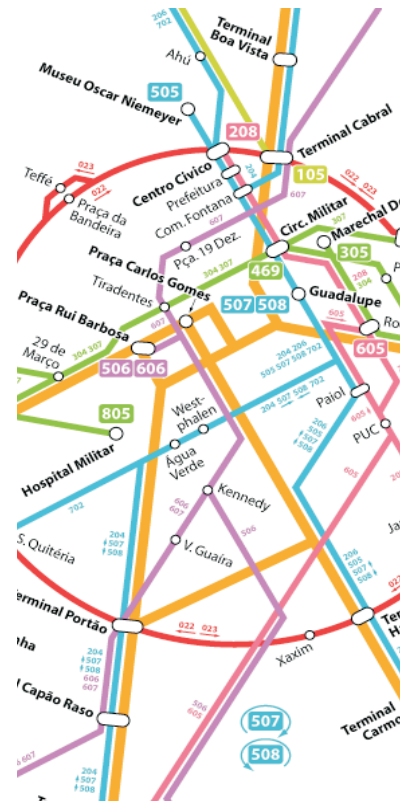 Terminal
Boa Vista
206
702
Ahú
Museu Oscar Niemeyer
505
208
Terminal Cabral
023
Teffé
022
Praça da
Bandeira
Centro Cívico
Prefeitura
204
Com. Fontana
105
022 023
607
Circ. Militar
307
Pça. 19 Dez.
304 307
469
305
208
304
Praça Carlos Gomes
Tiradentes
507 508
Guadalupe
Praça Rui Barbosa
607
605
605
29 de
Março
304 307
506 606
204 206
505 507 508 702
204 507 508 702
Paiol
805
West-
phalen
206
505
507
508
605
PUC
Hospital Militar
Água
Verde
605
702
606
607
Kennedy
506
204
507
508
S. Quitéria
V. Guaíra
206
505
507
508
022 023
Xaxim
204
507
508
606
607
Capão Raso
506
605
507
508
Terminal
607
204
507
508